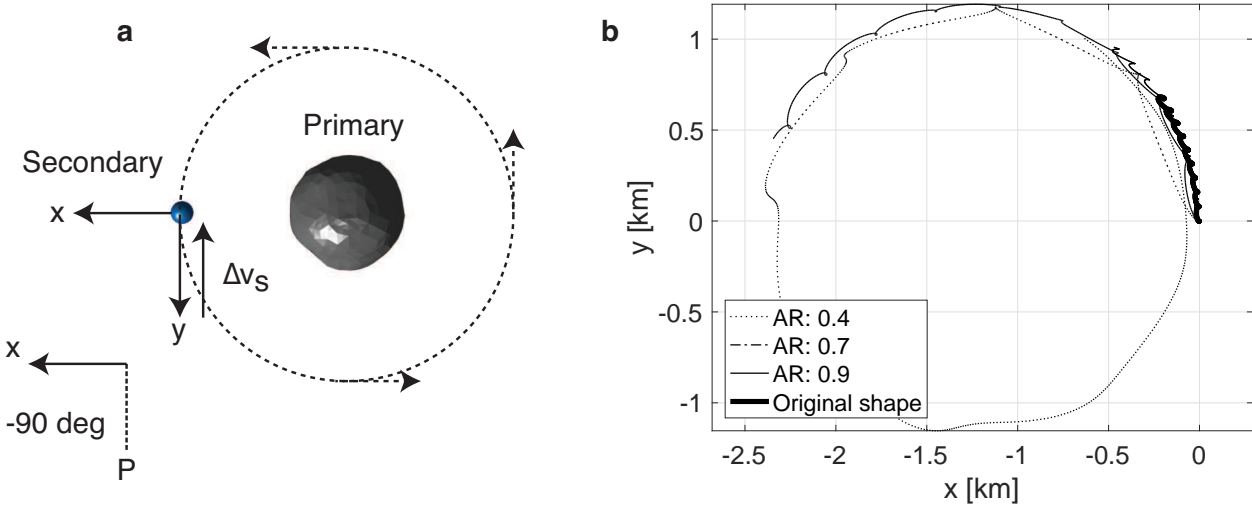 a
Primary
Secondary
x
Δvs
y
x
-90 deg
P
b
1
0.5
0
-0.5
-1
y [km]
AR: 0.4
AR: 0.7
AR: 0.9
Original shape
-2.5 -2 -1.5 -1 -0.5 0
x [km]